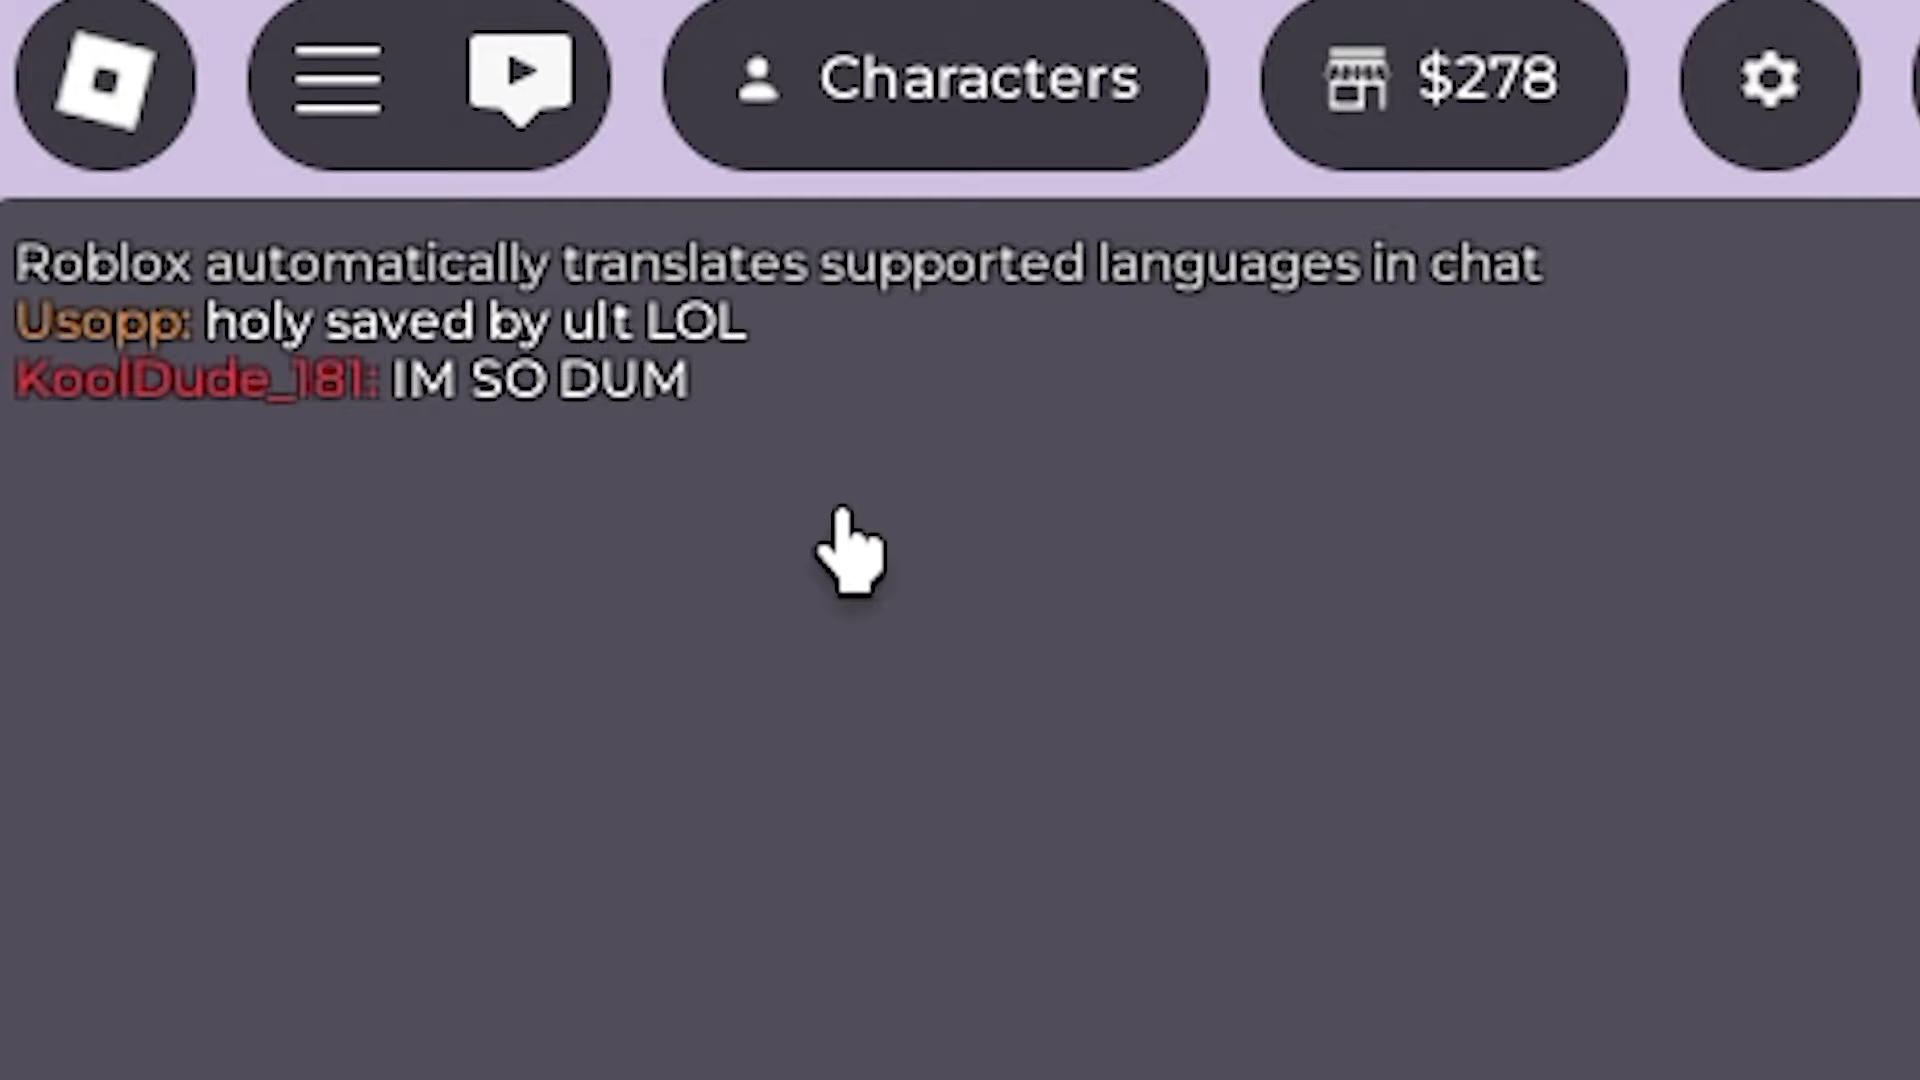 Characters
$278
Roblox automatically translates supported languages in chat
Usopp: holy saved by ult LOL
KoolDude_181: IM SO DUM